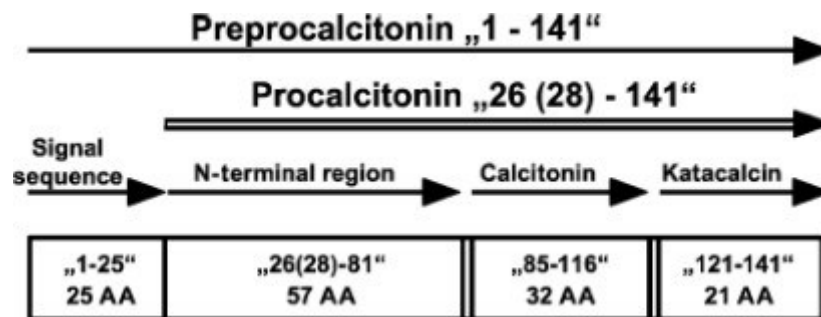 Preprocalcitonin „1 - 141“
Procalcitonin „26 (28) - 141“
Signal
sequence
N-terminal region
Calcitonin
Katacalcin
„1-25“
25 AA
„26(28)-81“
57 AA
„85-116“
32 AA
„121-141“
21 AA